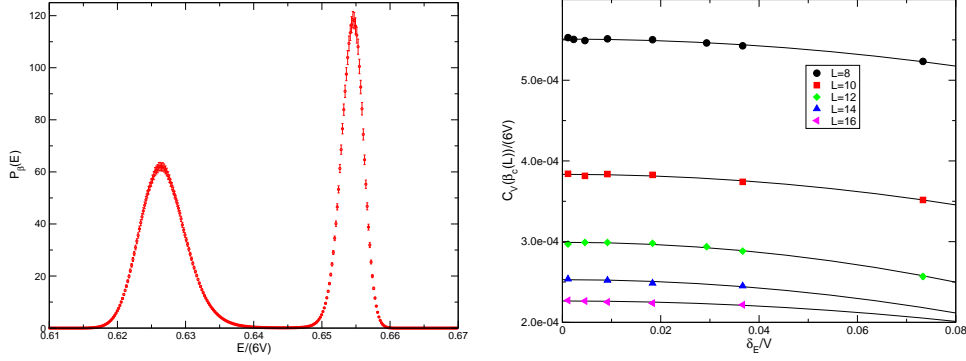 120
100
80
60
40
20
0
P_β(E)
0.61
0.62
0.63
0.64
0.65
0.66
0.67
E/(6V)
5.0e-04
4.0e-04
3.0e-04
2.0e-04
C_V(β_c(L))/(6V)
L=8
L=10
L=12
L=14
L=16
0
0.02
0.04
0.06
0.08
δ_E/V